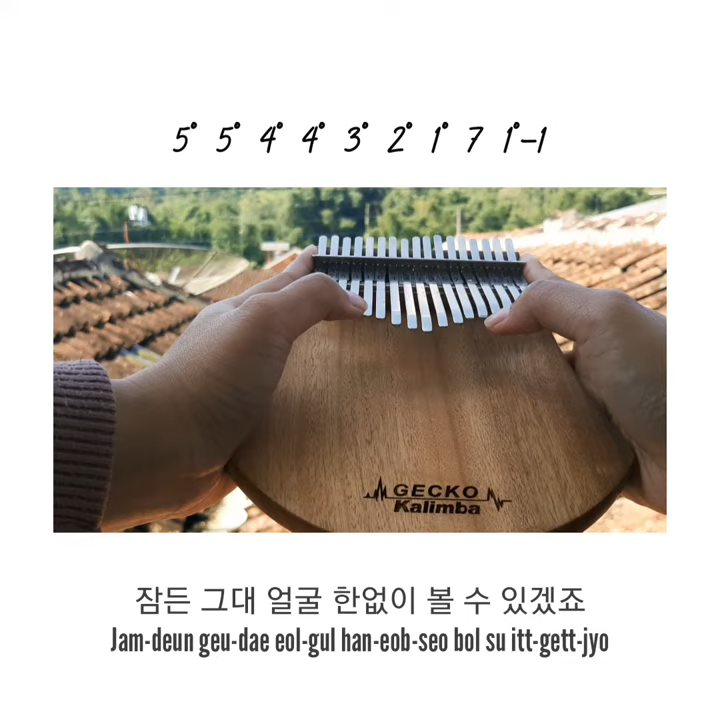 5° 5° 4° 4° 3° 2° 1° 7 1°–1
GECKO
Kalimba
잠든 그대 얼굴 한없이 볼 수 있겠죠
Jam-deun geu-dae eol-gul han-eob-seo bol su itt-gett-jyo